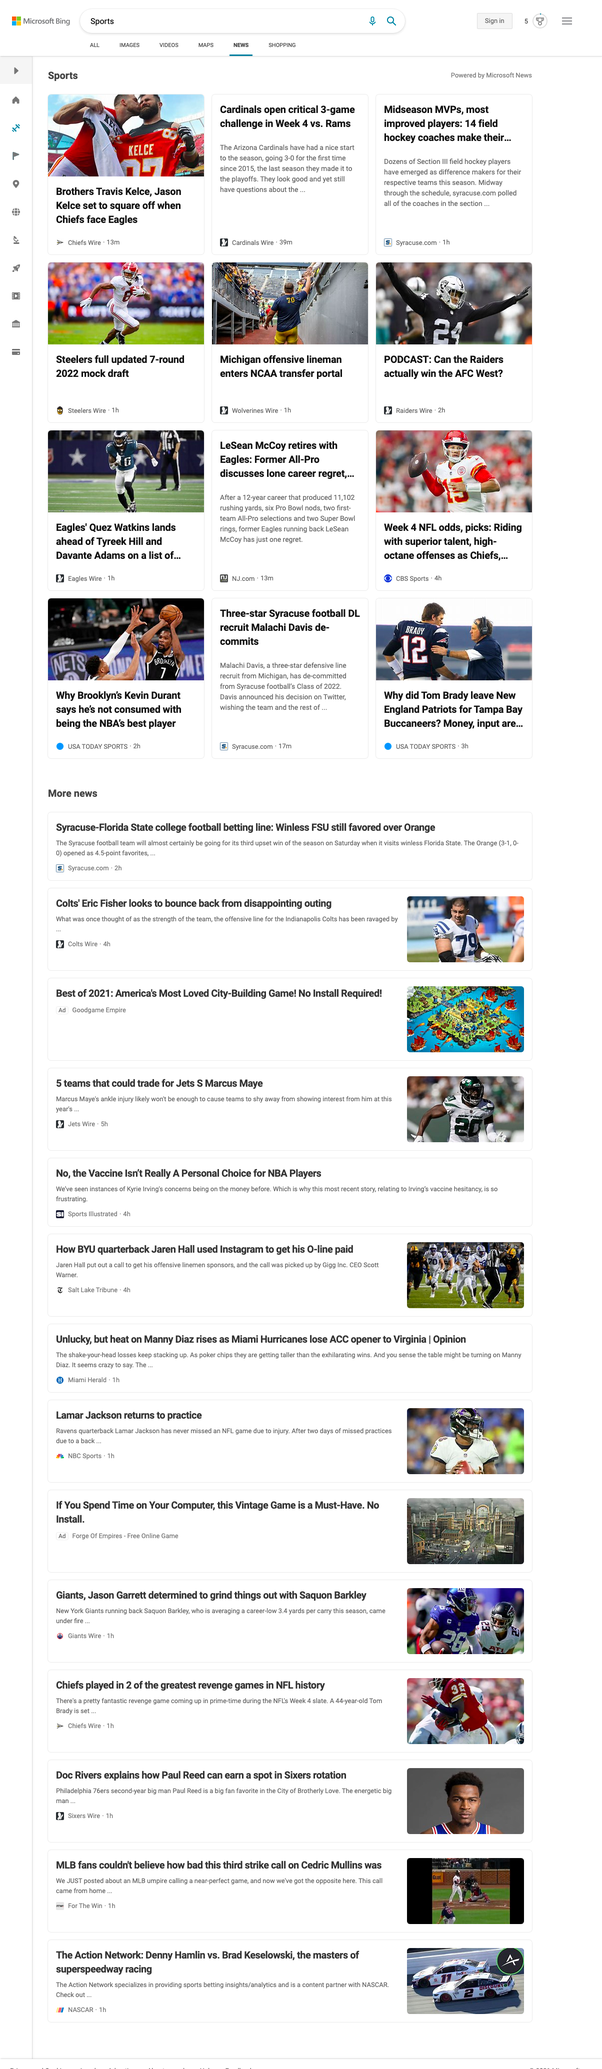 Microsoft Bing
Sports
Sign in
5
ALL
IMAGES
VIDEOS
MAPS
NEWS
SHOPPING
Sports
Powered by Microsoft News
KELCE
87
Brothers Travis Kelce, Jason
Kelce set to square off when
Chiefs face Eagles
Chiefs Wire · 13m
Cardinals open critical 3-game
challenge in Week 4 vs. Rams
The Arizona Cardinals have had a nice start
to the season, going 3-0 for the first time
since 2015, the last season they made it to
the playoffs. They look good and yet still
have questions about the ...
Cardinals Wire · 39m
Midseason MVPs, most
improved players: 14 field
hockey coaches make their...
Dozens of Section III field hockey players
have emerged as difference makers for their
respective teams this season. Midway
through the schedule, syracuse.com polled
all of the coaches in the section ...
Syracuse.com · 1h
Steelers full updated 7-round
2022 mock draft
Steelers Wire · 1h
70
Michigan offensive lineman
enters NCAA transfer portal
Wolverines Wire · 1h
24
PODCAST: Can the Raiders
actually win the AFC West?
Raiders Wire · 2h
Eagles' Quez Watkins lands
ahead of Tyreek Hill and
Davante Adams on a list of...
Eagles Wire · 1h
LeSean McCoy retires with
Eagles: Former All-Pro
discusses lone career regret,...
After a 12-year career that produced 11,102
rushing yards, six Pro Bowl nods, two first-
team All-Pro selections and two Super Bowl
rings, former Eagles running back LeSean
McCoy has just one regret.
NJ.com · 13m
15
Week 4 NFL odds, picks: Riding
with superior talent, high-
octane offenses as Chiefs,...
CBS Sports · 4h
NETS
7
Why Brooklyn's Kevin Durant
says he's not consumed with
being the NBA's best player
USA TODAY SPORTS · 2h
Three-star Syracuse football DL
recruit Malachi Davis de-
commits
Malachi Davis, a three-star defensive line
recruit from Michigan, has de-committed
from Syracuse football's Class of 2022.
Davis announced his decision on Twitter,
wishing the team and the rest of ...
Syracuse.com · 17m
BRADY
12
Why did Tom Brady leave New
England Patriots for Tampa Bay
Buccaneers? Money, input are...
USA TODAY SPORTS · 3h
More news
Syracuse-Florida State college football betting line: Winless FSU still favored over Orange
The Syracuse football team will almost certainly be going for its third upset win of the season on Saturday when it visits winless Florida State. The Orange (3-1, 0-
0) opened as 4.5-point favorites, ...
Syracuse.com · 2h
Colts' Eric Fisher looks to bounce back from disappointing outing
What was once thought of as the strength of the team, the offensive line for the Indianapolis Colts has been ravaged by
...
Colts Wire · 4h
79
Best of 2021: America's Most Loved City-Building Game! No Install Required!
Ad Goodgame Empire
5 teams that could trade for Jets S Marcus Maye
Marcus Maye's ankle injury likely won't be enough to cause teams to shy away from showing interest from him at this
year's ...
Jets Wire · 5h
20
No, the Vaccine Isn't Really A Personal Choice for NBA Players
We've seen instances of Kyrie Irving's concerns being on the money before. Which is why this most recent story, relating to Irving's vaccine hesitancy, is so
frustrating.
Sports Illustrated · 4h
How BYU quarterback Jaren Hall used Instagram to get his O-line paid
Jaren Hall put out a call to get his offensive linemen sponsors, and the call was picked up by Gigg Inc. CEO Scott
Warner.
Salt Lake Tribune · 4h
Unlucky, but heat on Manny Diaz rises as Miami Hurricanes lose ACC opener to Virginia | Opinion
The shake-your-head losses keep stacking up. As poker chips they are getting taller than the exhilarating wins. And you sense the table might be turning on Manny
Diaz. It seems crazy to say. The ...
Miami Herald · 1h
Lamar Jackson returns to practice
Ravens quarterback Lamar Jackson has never missed an NFL game due to injury. After two days of missed practices
due to a back ...
NBC Sports · 1h
If You Spend Time on Your Computer, this Vintage Game is a Must-Have. No
Install.
Ad Forge Of Empires - Free Online Game
Giants, Jason Garrett determined to grind things out with Saquon Barkley
New York Giants running back Saquon Barkley, who is averaging a career-low 3.4 yards per carry this season, came
under fire ...
Giants Wire · 1h
26
23
Chiefs played in 2 of the greatest revenge games in NFL history
There's a pretty fantastic revenge game coming up in prime-time during the NFL's Week 4 slate. A 44-year-old Tom
Brady is set ...
Chiefs Wire · 1h
32
Doc Rivers explains how Paul Reed can earn a spot in Sixers rotation
Philadelphia 76ers second-year big man Paul Reed is a big fan favorite in the City of Brotherly Love. The energetic big
man ...
Sixers Wire · 1h
MLB fans couldn't believe how bad this third strike call on Cedric Mullins was
We JUST posted about an MLB umpire calling a near-perfect game, and now we've got the opposite here. This call
came from home ...
For The Win · 1h
The Action Network: Denny Hamlin vs. Brad Keselowski, the masters of
superspeedway racing
The Action Network specializes in providing sports betting insights/analytics and is a content partner with NASCAR.
Check out ...
NASCAR · 1h
11
2